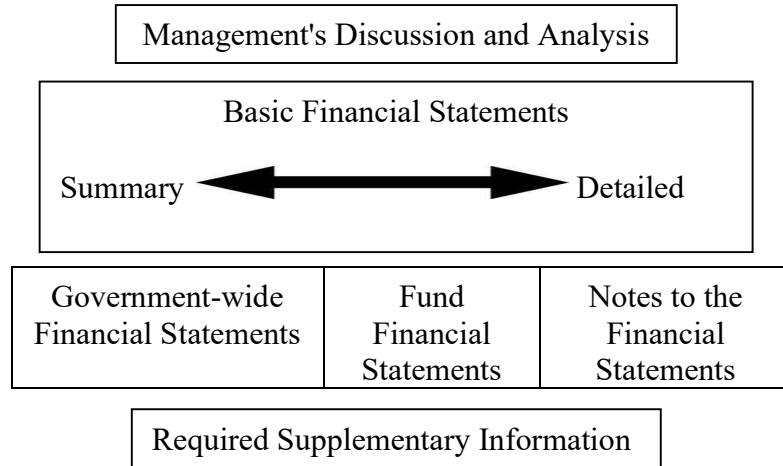 Management's Discussion and Analysis
Basic Financial Statements
Summary
Detailed
Government-wide
Financial Statements
Fund
Financial
Statements
Notes to the
Financial
Statements
Required Supplementary Information